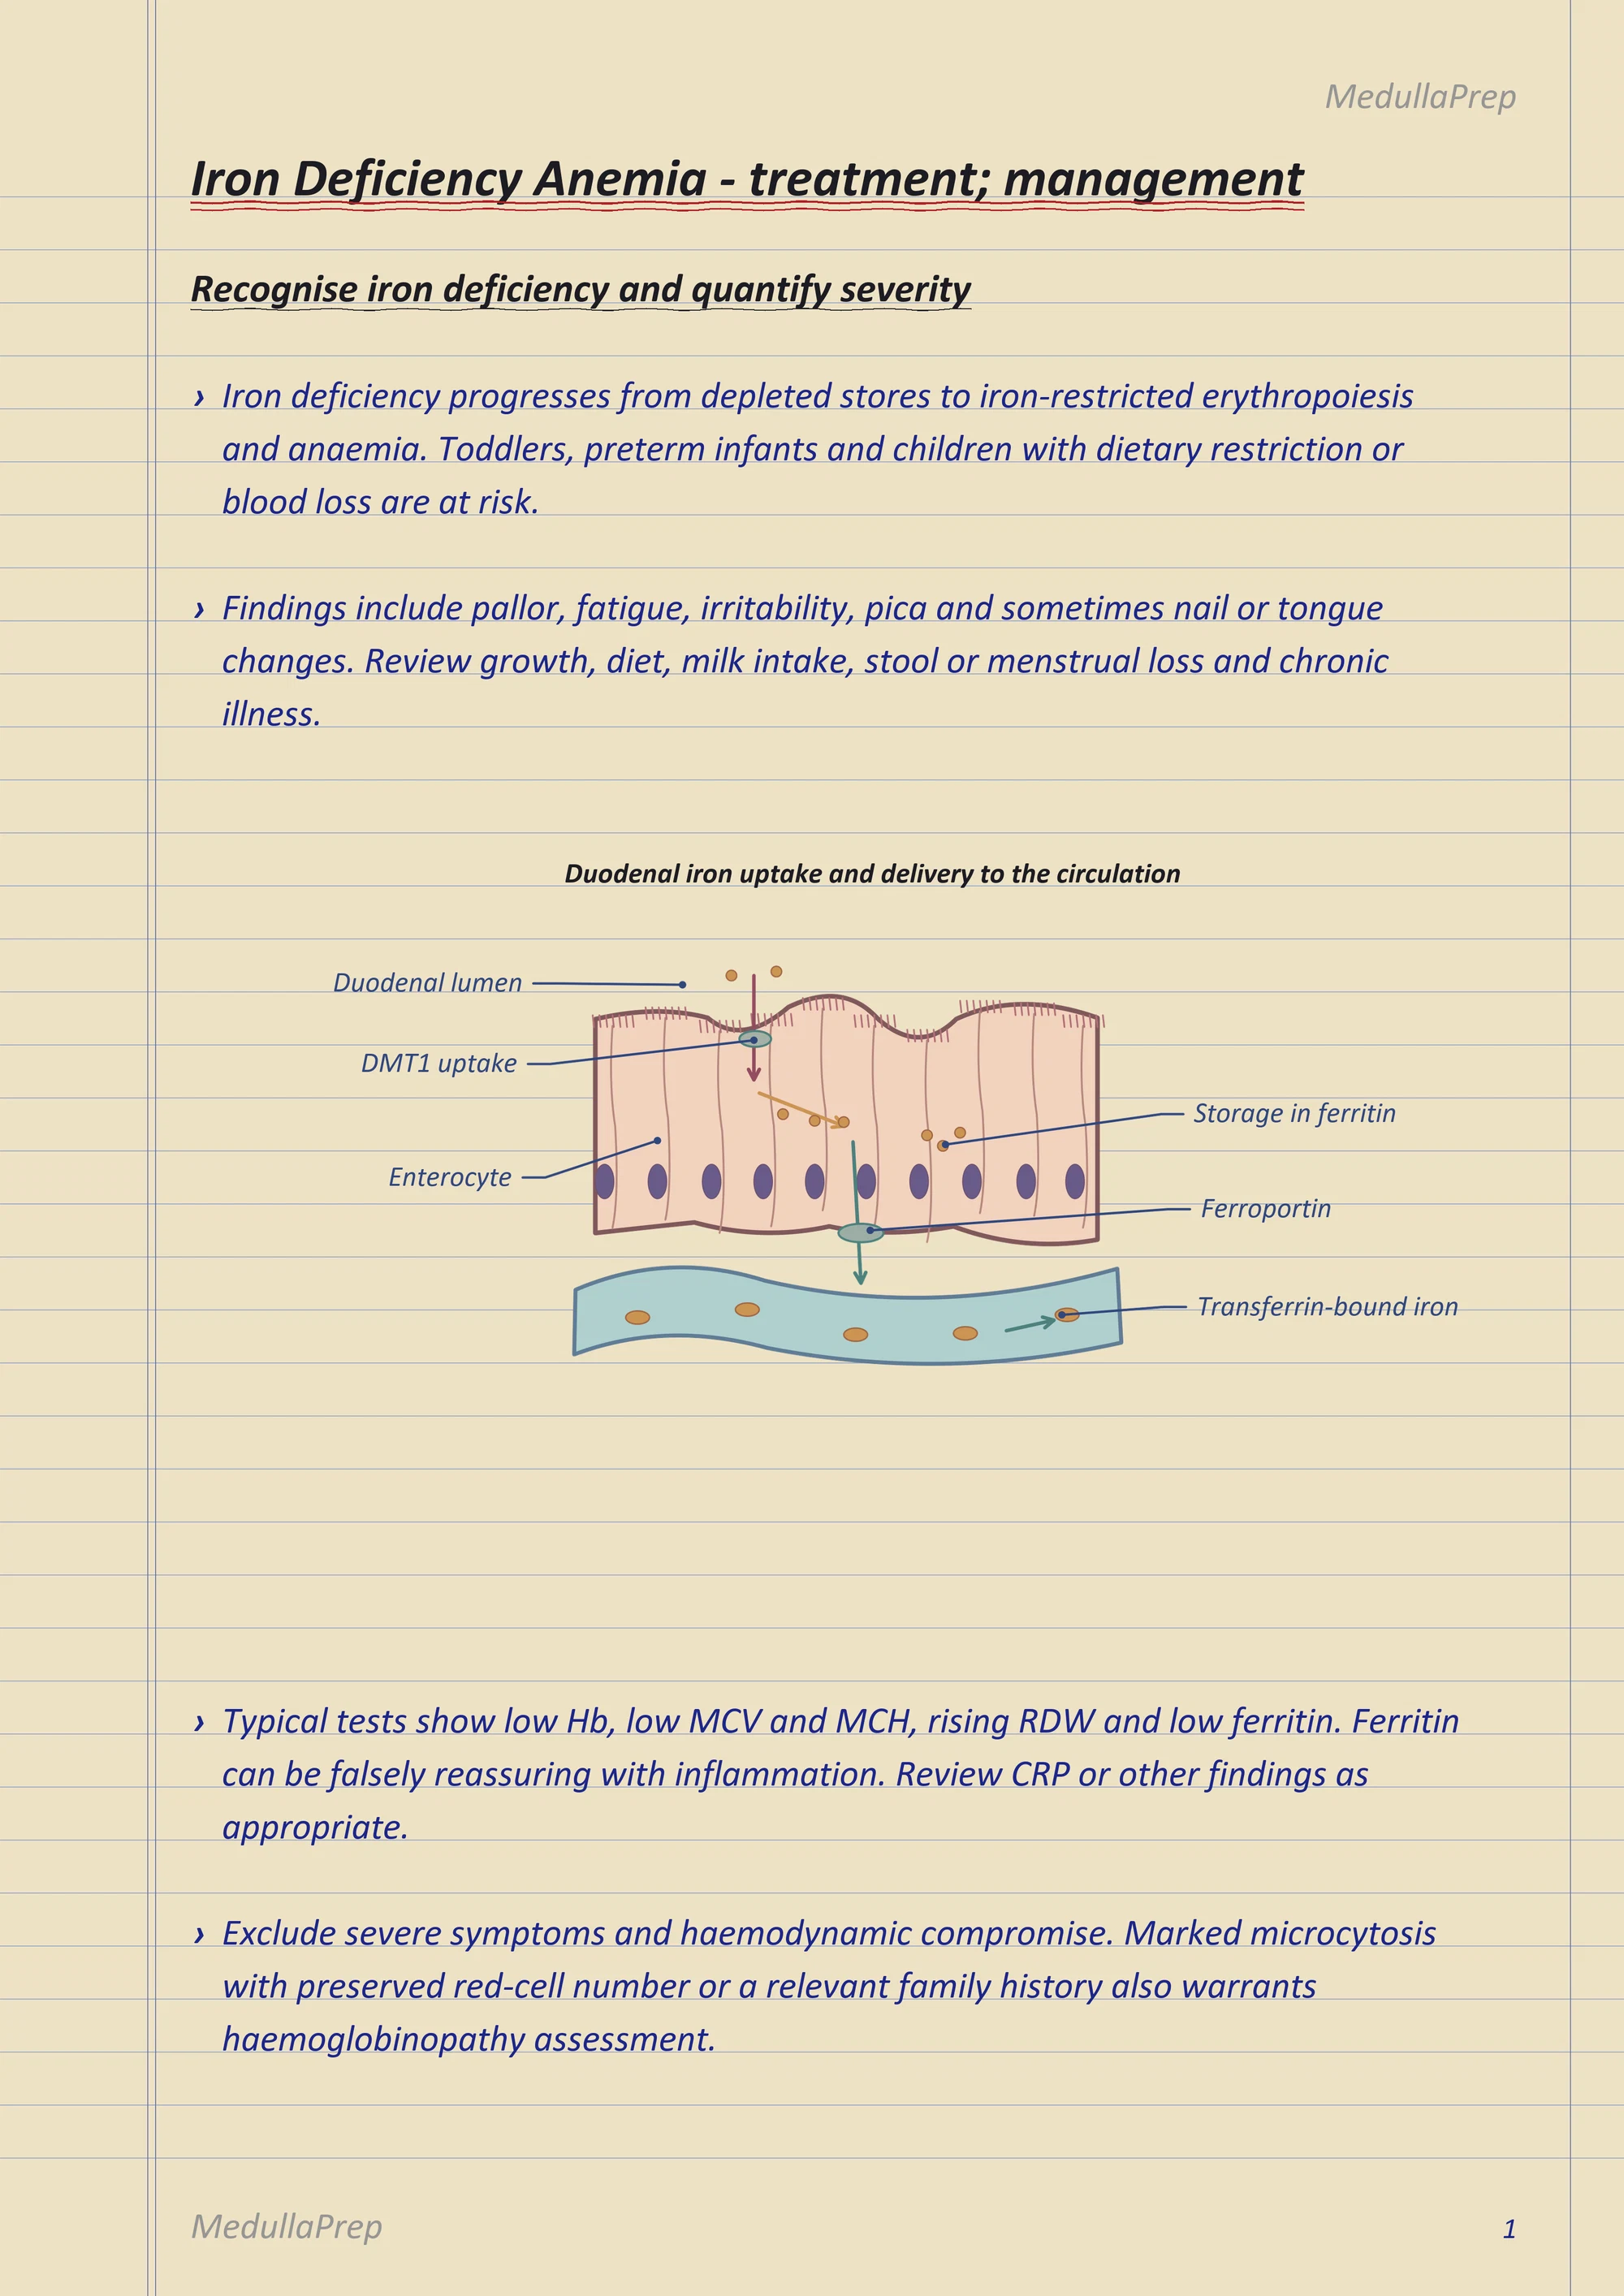 MedullaPrep
Iron Deficiency Anemia - treatment; management
Recognise iron deficiency and quantify severity
› Iron deficiency progresses from depleted stores to iron-restricted erythropoiesis
and anaemia. Toddlers, preterm infants and children with dietary restriction or
blood loss are at risk.
› Findings include pallor, fatigue, irritability, pica and sometimes nail or tongue
changes. Review growth, diet, milk intake, stool or menstrual loss and chronic
illness.
Duodenal iron uptake and delivery to the circulation
Duodenal lumen
DMT1 uptake
Enterocyte
Storage in ferritin
Ferroportin
Transferrin-bound iron
› Typical tests show low Hb, low MCV and MCH, rising RDW and low ferritin. Ferritin
can be falsely reassuring with inflammation. Review CRP or other findings as
appropriate.
› Exclude severe symptoms and haemodynamic compromise. Marked microcytosis
with preserved red-cell number or a relevant family history also warrants
haemoglobinopathy assessment.
MedullaPrep
1